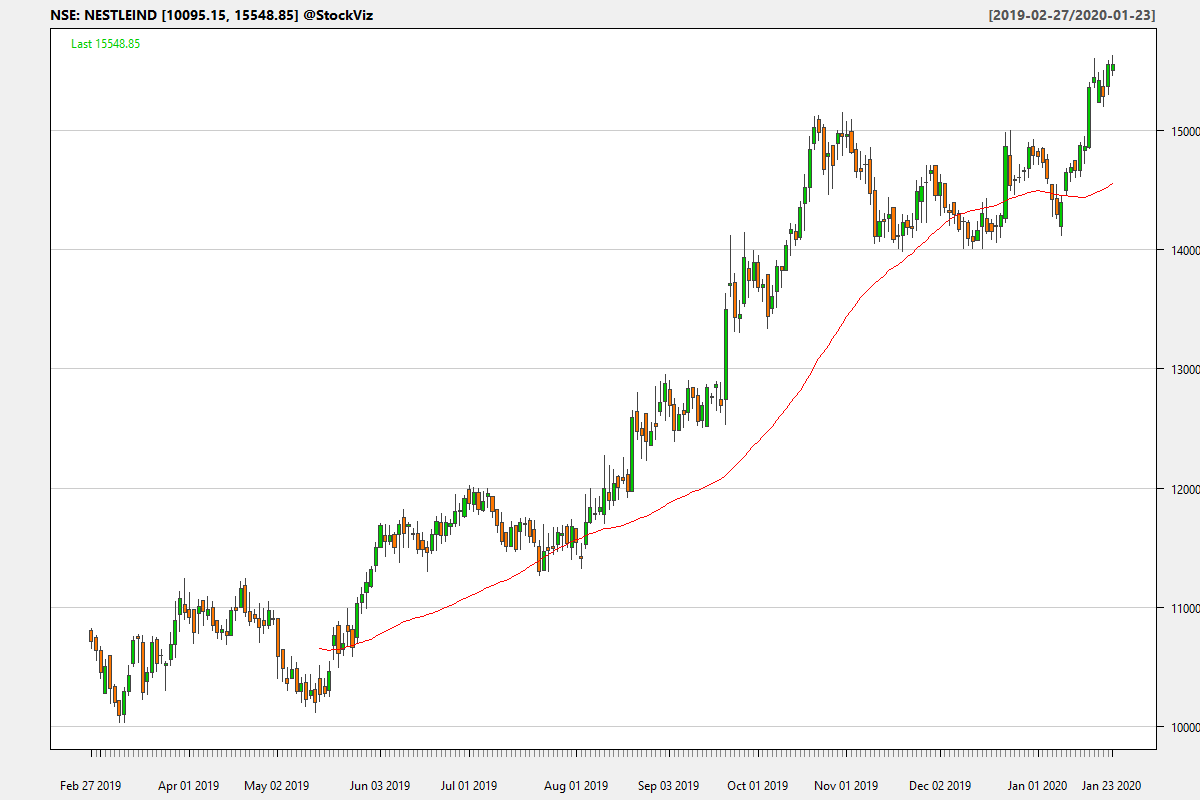 NSE: NESTLEIND [10095.15, 15548.85] @StockViz
[2019-02-27/2020-01-23]
Last 15548.85
15000
14000
13000
12000
11000
10000
Feb 27 2019 Apr 01 2019 May 02 2019 Jun 03 2019 Jul 01 2019 Aug 01 2019 Sep 03 2019 Oct 01 2019 Nov 01 2019 Dec 02 2019 Jan 01 2020 Jan 23 2020